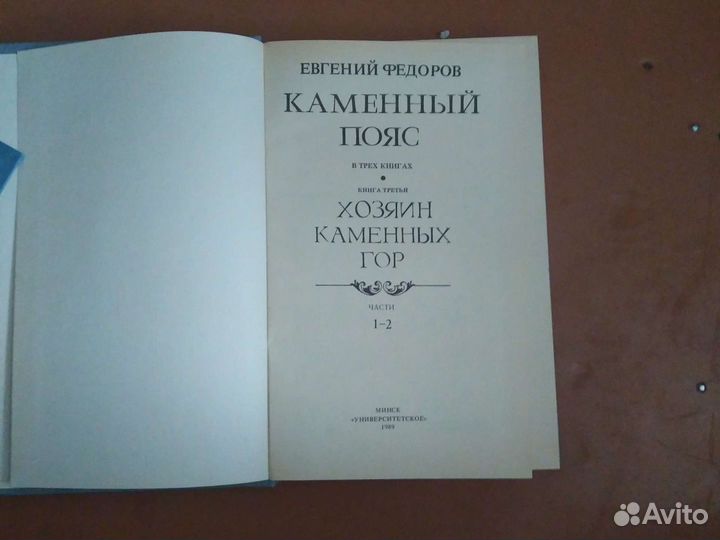 ЕВГЕНИЙ ФЕДОРОВ
КАМЕННЫЙ
ПОЯС
В ТРЕХ КНИГАХ
КНИГА ТРЕТЬЯ
ХОЗЯИН
КАМЕННЫХ
ГОР
ЧАСТИ
1–2
МИНСК
«УНИВЕРСИТЕТСКОЕ»
1989
Avito